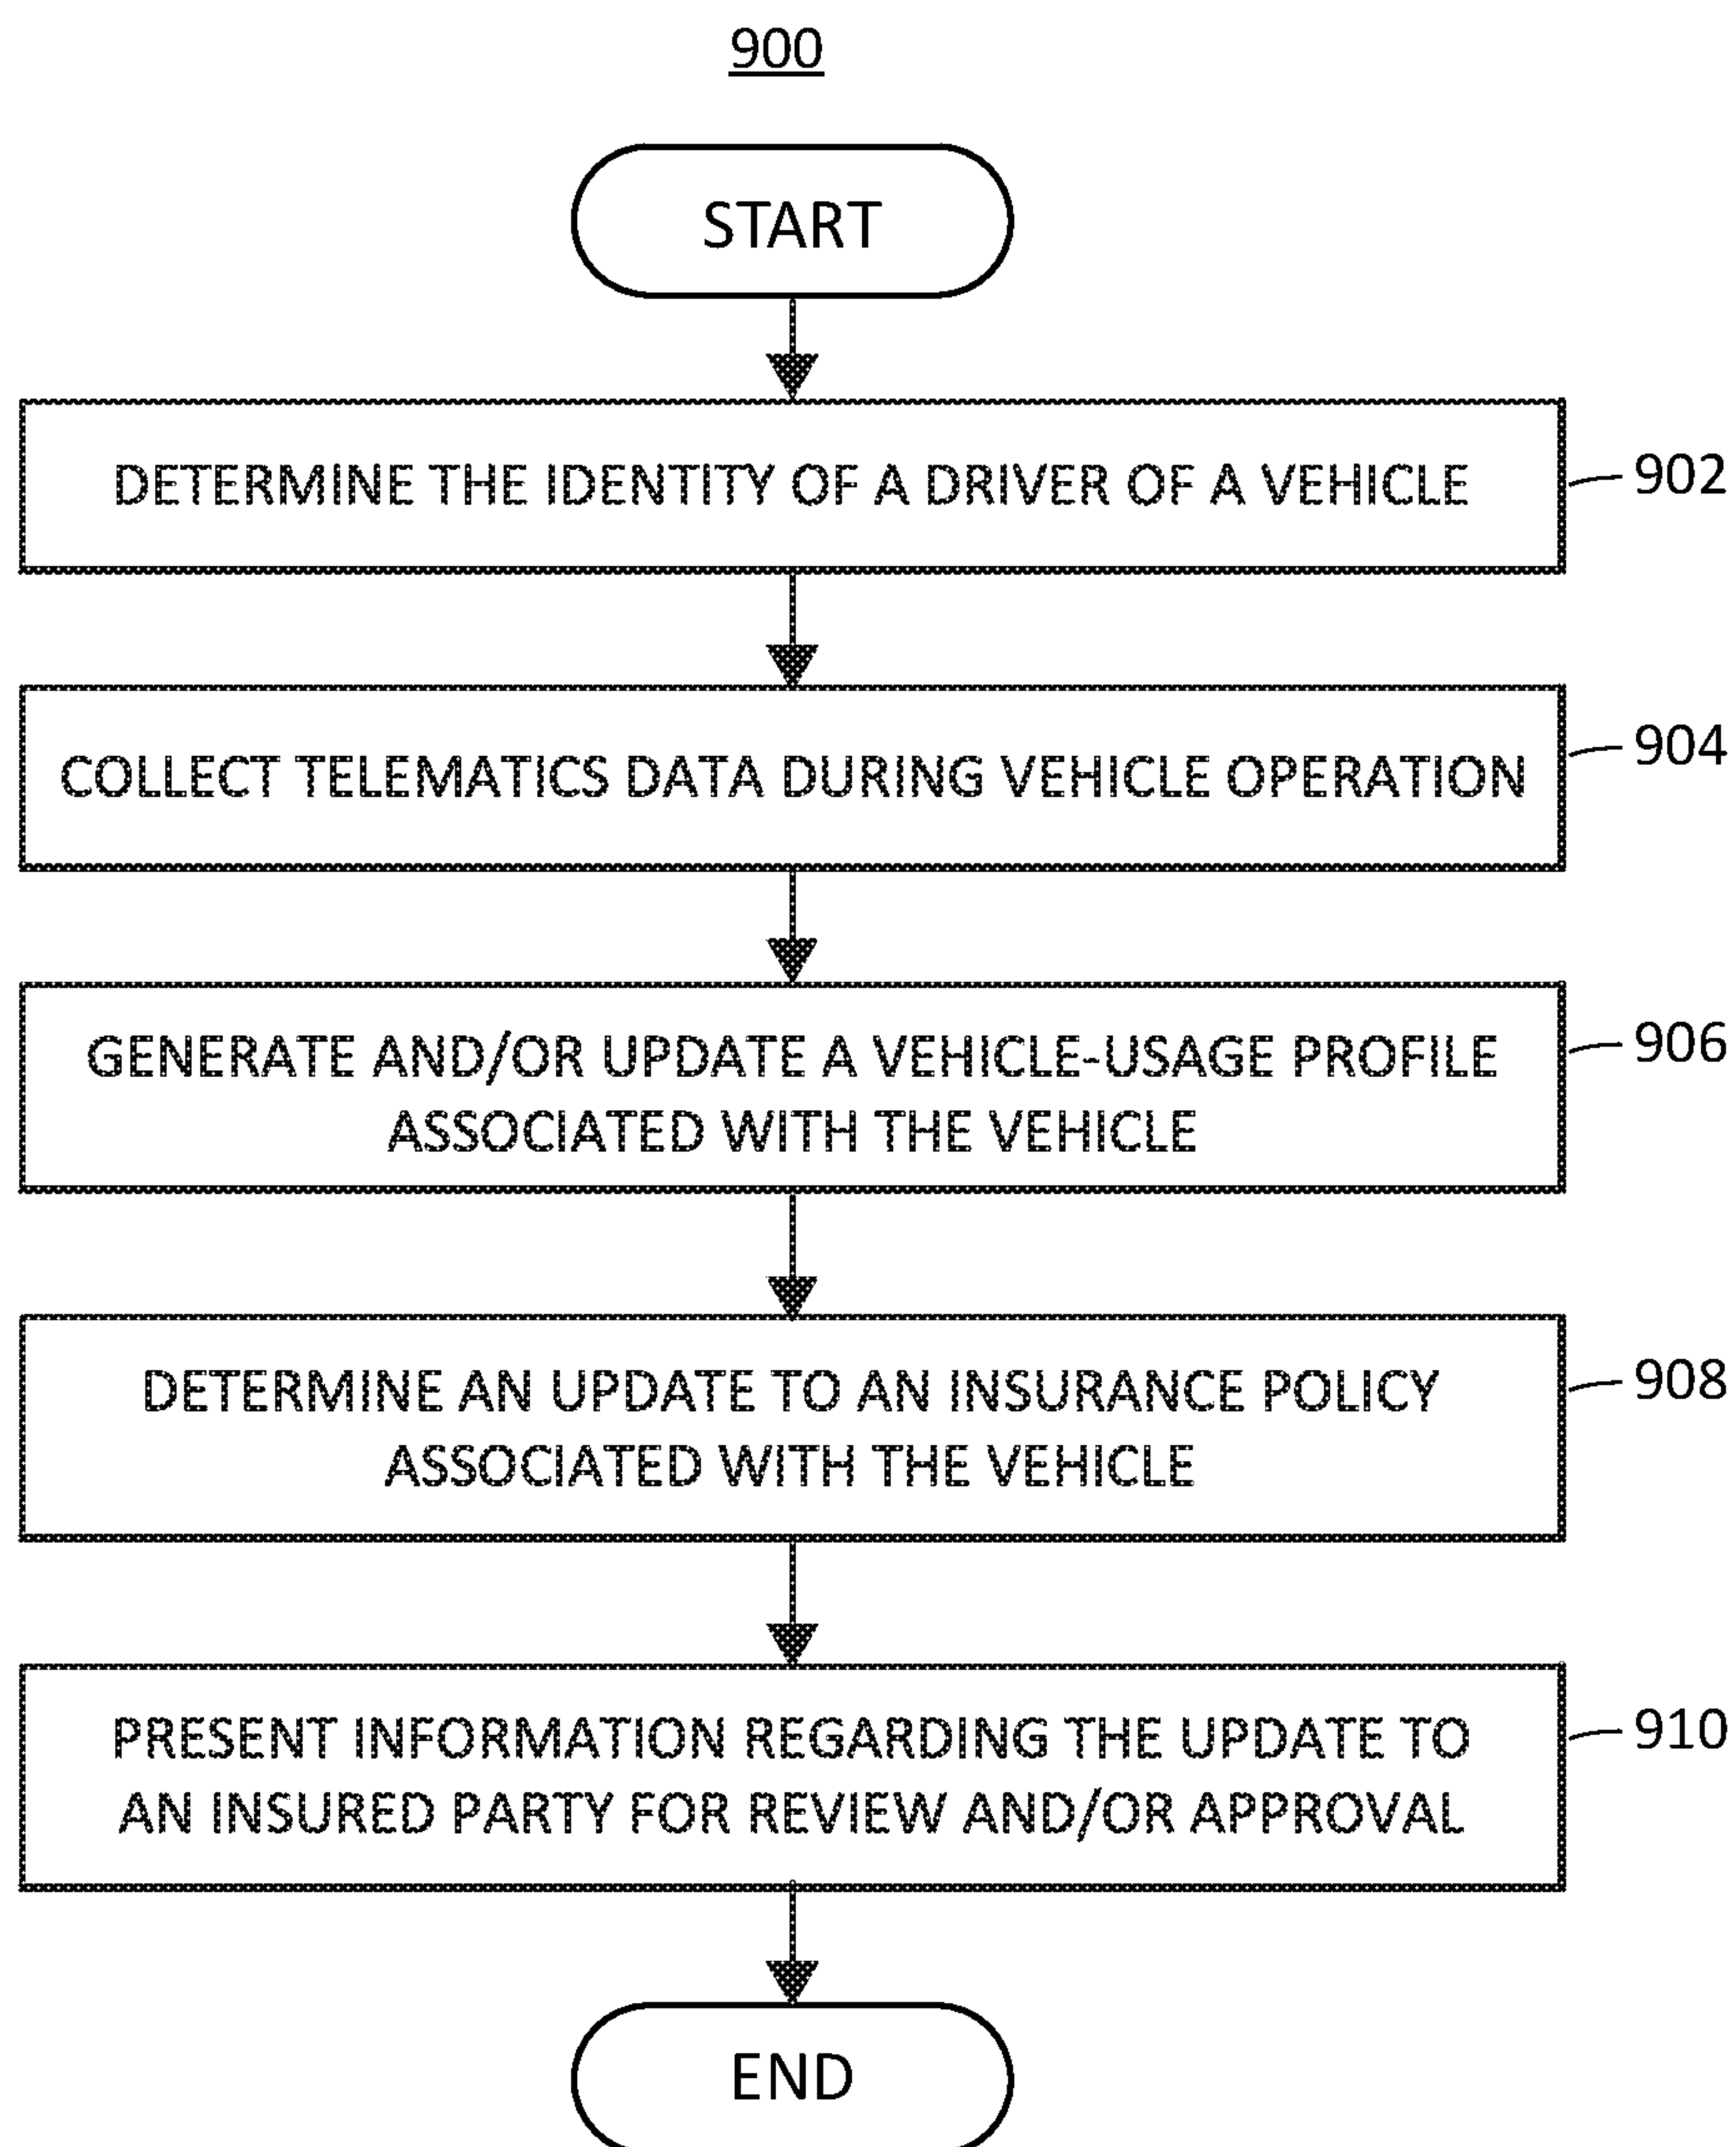 900
START
DETERMINE THE IDENTITY OF A DRIVER OF A VEHICLE
902
COLLECT TELEMATICS DATA DURING VEHICLE OPERATION
904
GENERATE AND/OR UPDATE A VEHICLE-USAGE PROFILE
ASSOCIATED WITH THE VEHICLE
906
DETERMINE AN UPDATE TO AN INSURANCE POLICY
ASSOCIATED WITH THE VEHICLE
908
PRESENT INFORMATION REGARDING THE UPDATE TO
AN INSURED PARTY FOR REVIEW AND/OR APPROVAL
910
END